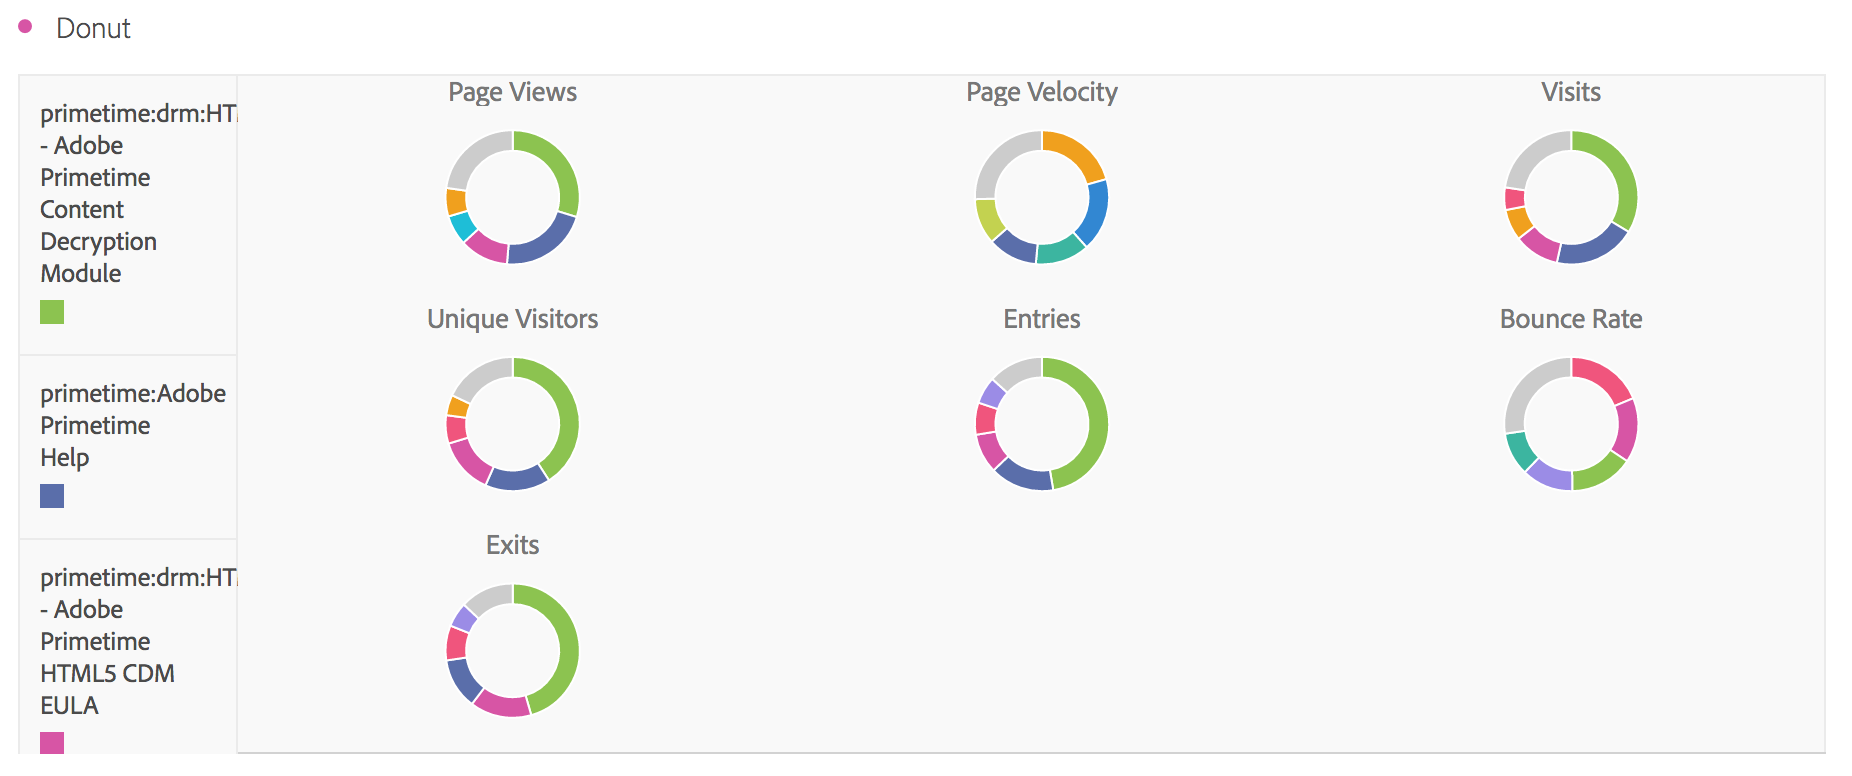 Donut
primetime:drm:HT
- Adobe
Primetime
Content
Decryption
Module
primetime:Adobe
Primetime
Help
primetime:drm:HT
- Adobe
Primetime
HTML5 CDM
EULA
Page Views
Page Velocity
Visits
Unique Visitors
Entries
Bounce Rate
Exits